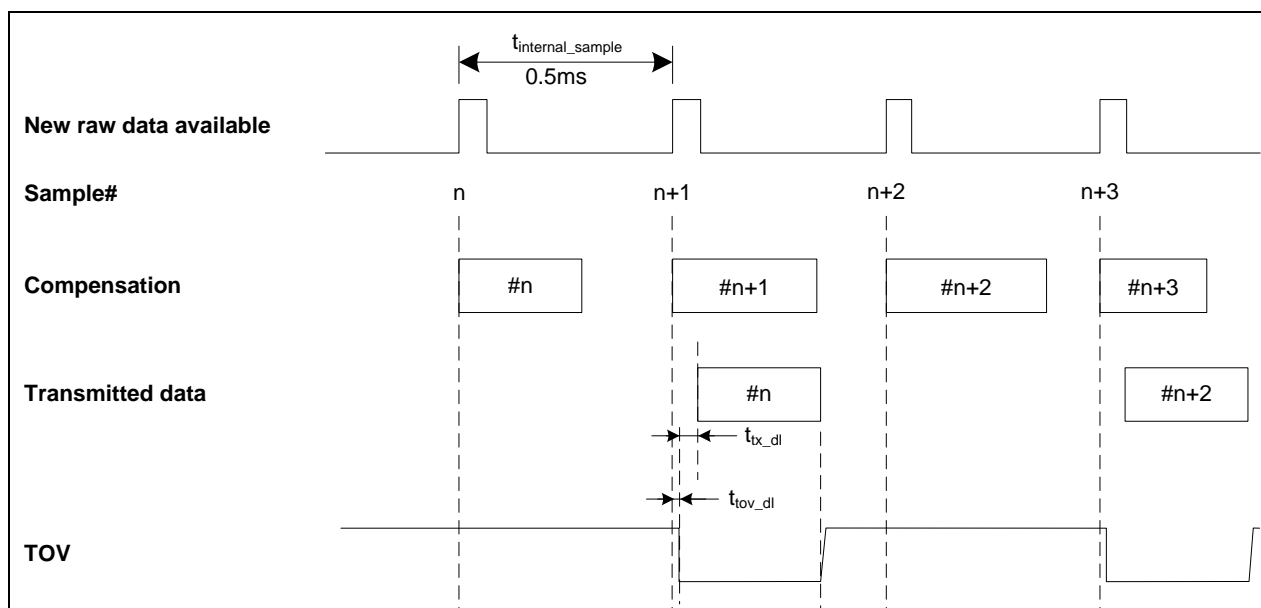 t_internal_sample
0.5ms
New raw data available
Sample#
n
n+1
n+2
n+3
Compensation
#n
#n+1
#n+2
#n+3
Transmitted data
#n
#n+2
t_tx_dl
t_tov_dl
TOV